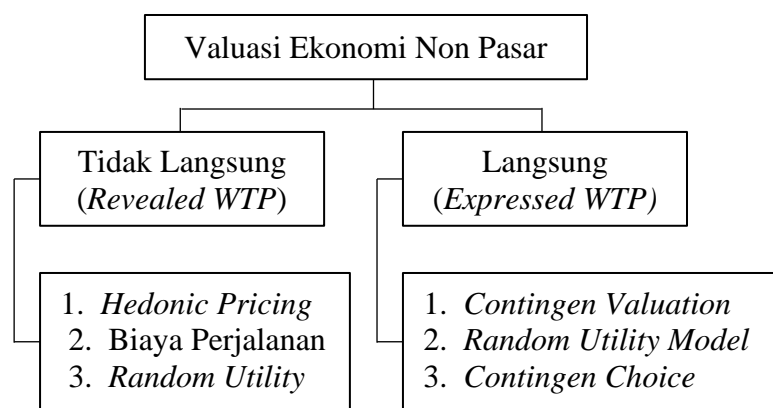 Valuasi Ekonomi Non Pasar
Tidak Langsung
(Revealed WTP)
Langsung
(Expressed WTP)
1. Hedonic Pricing
2. Biaya Perjalanan
3. Random Utility
1. Contingen Valuation
2. Random Utility Model
3. Contingen Choice